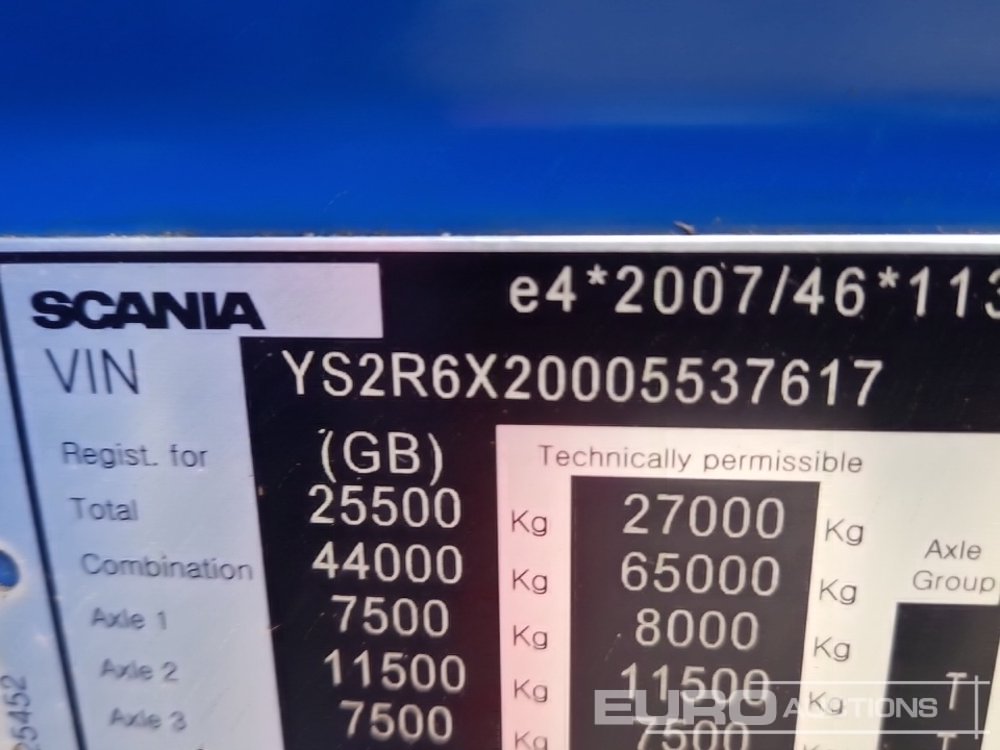 SCANIA e4*2007/46*113
VIN YS2R6X20005537617
Regist. for (GB) Technically permissible
Total 25500 Kg 27000 Kg
Combination 44000 Kg 65000 Kg Axle Group
Axle 1 7500 Kg 8000 Kg
Axle 2 11500 Kg 11500 Kg T
Axle 3 7500 Kg 7500 T
25452
EURO AUCTIONS